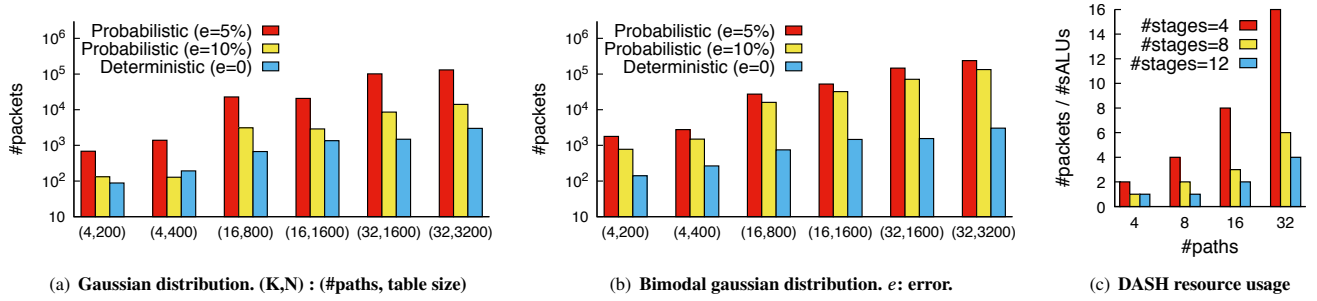 #packets
10⁶
10⁵
10⁴
10³
10²
10
Probabilistic (e=5%)
Probabilistic (e=10%)
Deterministic (e=0)
(4,200) (4,400) (16,800) (16,1600) (32,1600) (32,3200)
(a) Gaussian distribution. (K,N) : (#paths, table size)
#packets
10⁶
10⁵
10⁴
10³
10²
10
Probabilistic (e=5%)
Probabilistic (e=10%)
Deterministic (e=0)
(4,200) (4,400) (16,800) (16,1600) (32,1600) (32,3200)
(b) Bimodal gaussian distribution. e: error.
#packets / #sALUs
16
14
12
10
8
6
4
2
0
#stages=4
#stages=8
#stages=12
4 8 16 32
#paths
(c) DASH resource usage